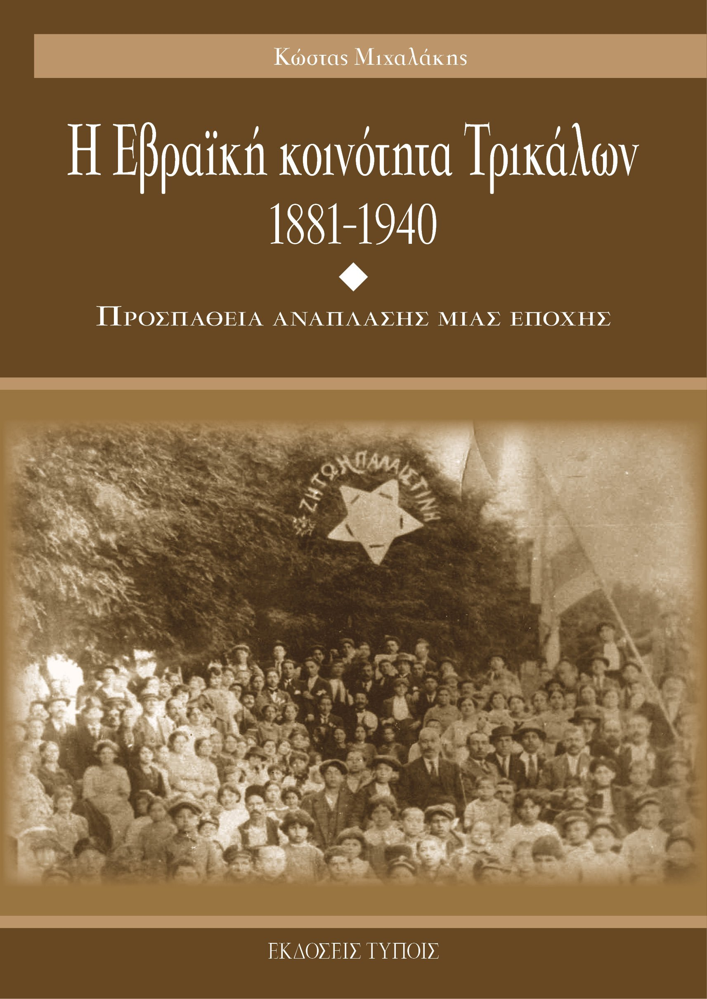 Κώστας Μιχαλάκης
Η Εβραϊκή κοινότητα Τρικάλων
1881-1940
ΠΡΟΣΠΑΘΕΙΑ ΑΝΑΠΛΑΣΗΣ ΜΙΑΣ ΕΠΟΧΗΣ
ΖΗΤΩ Η ΠΑΛΑΙΣΤΙΝΗ
ΕΚΔΟΣΕΙΣ ΤΥΠΟΙΣ